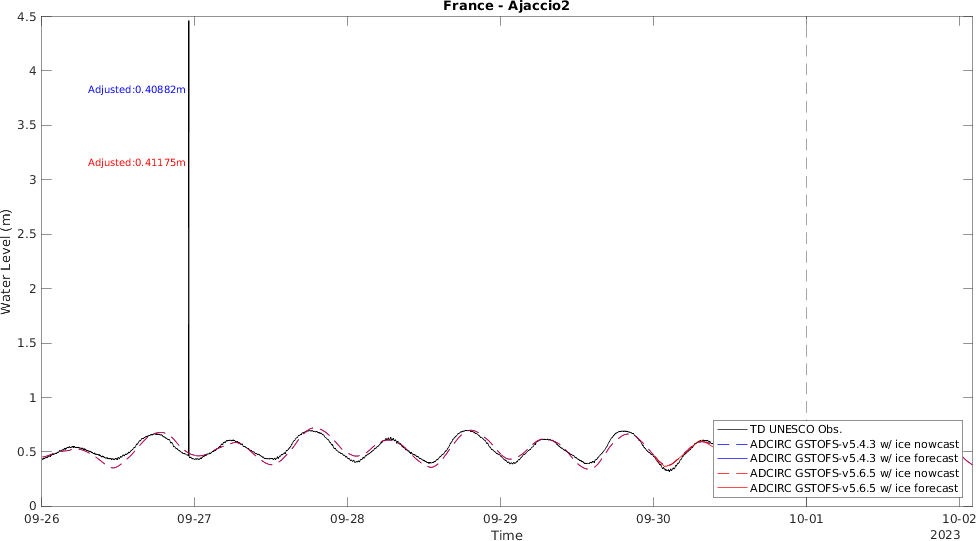 France - Ajaccio2
4.5
4
3.5
3
2.5
2
1.5
1
0.5
0
Water Level (m)
Adjusted:0.40882m
Adjusted:0.41175m
TD UNESCO Obs.
ADCIRC GSTOFS-v5.4.3 w/ ice nowcast
ADCIRC GSTOFS-v5.4.3 w/ ice forecast
ADCIRC GSTOFS-v5.6.5 w/ ice nowcast
ADCIRC GSTOFS-v5.6.5 w/ ice forecast
09-26 09-27 09-28 09-29 09-30 10-01 10-02
Time
2023